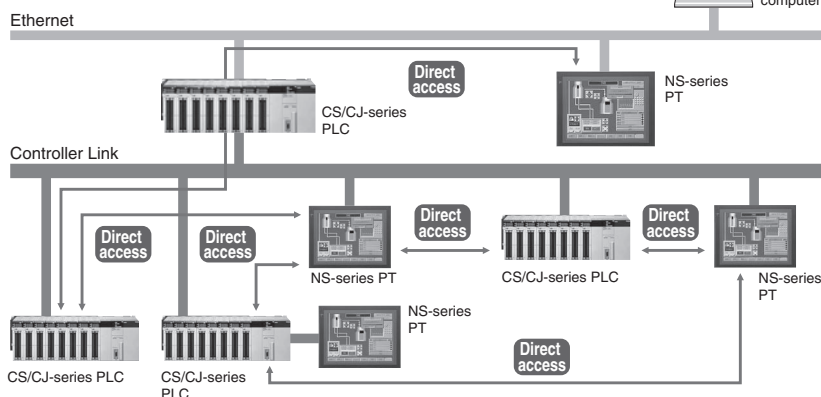 computer
Ethernet
Direct
access
NS-series
PT
CS/CJ-series
PLC
Controller Link
Direct
access
Direct
access
Direct
access
Direct
access
NS-series PT
CS/CJ-series PLC
NS-series
PT
NS-series
PT
Direct
access
CS/CJ-series PLC
CS/CJ-series
PLC